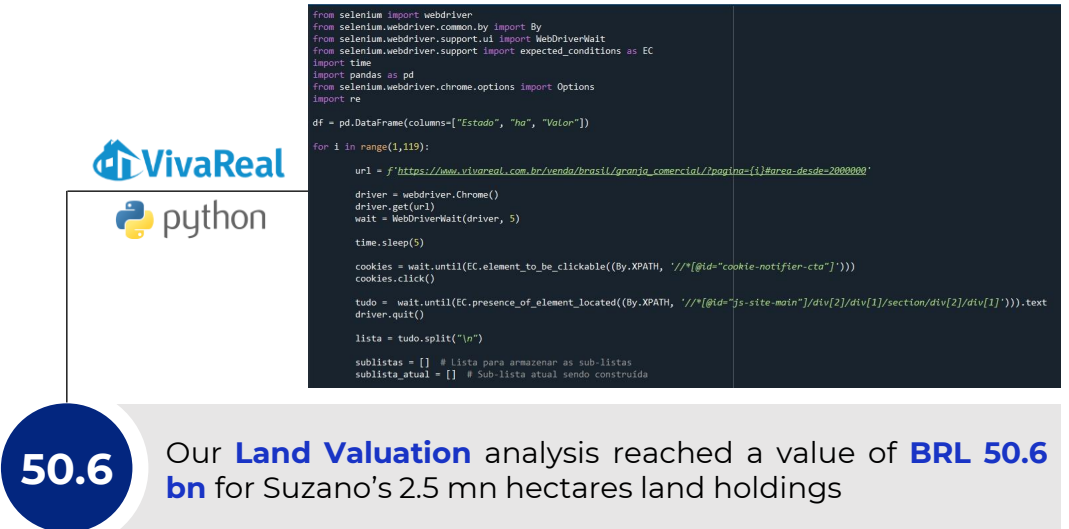 from selenium import webdriver
from selenium.webdriver.common.by import By
from selenium.webdriver.support.ui import WebDriverWait
from selenium.webdriver.support import expected_conditions as EC
import time
import pandas as pd
from selenium.webdriver.chrome.options import Options
import re
df = pd.DataFrame(columns=["Estado", "ha", "Valor"])
for i in range(1,119):
url = f'https://www.vivareal.com.br/venda/brasil/granja_comercial/?pagina={i}#area-desde=2000000'
driver = webdriver.Chrome()
driver.get(url)
wait = WebDriverWait(driver, 5)
time.sleep(5)
cookies = wait.until(EC.element_to_be_clickable((By.XPATH, '//*[@id="cookie-notifier-cta"]')))
cookies.click()
tudo = wait.until(EC.presence_of_element_located((By.XPATH, '//*[@id="js-site-main"]/div[2]/div[1]/section/div[2]/div[1]'))).text
driver.quit()
lista = tudo.split("\n")
sublistas = [] # Lista para armazenar as sub-listas
sublista_atual = [] # Sub-lista atual sendo construída
VivaReal
python
50.6
Our Land Valuation analysis reached a value of BRL 50.6
bn for Suzano's 2.5 mn hectares land holdings